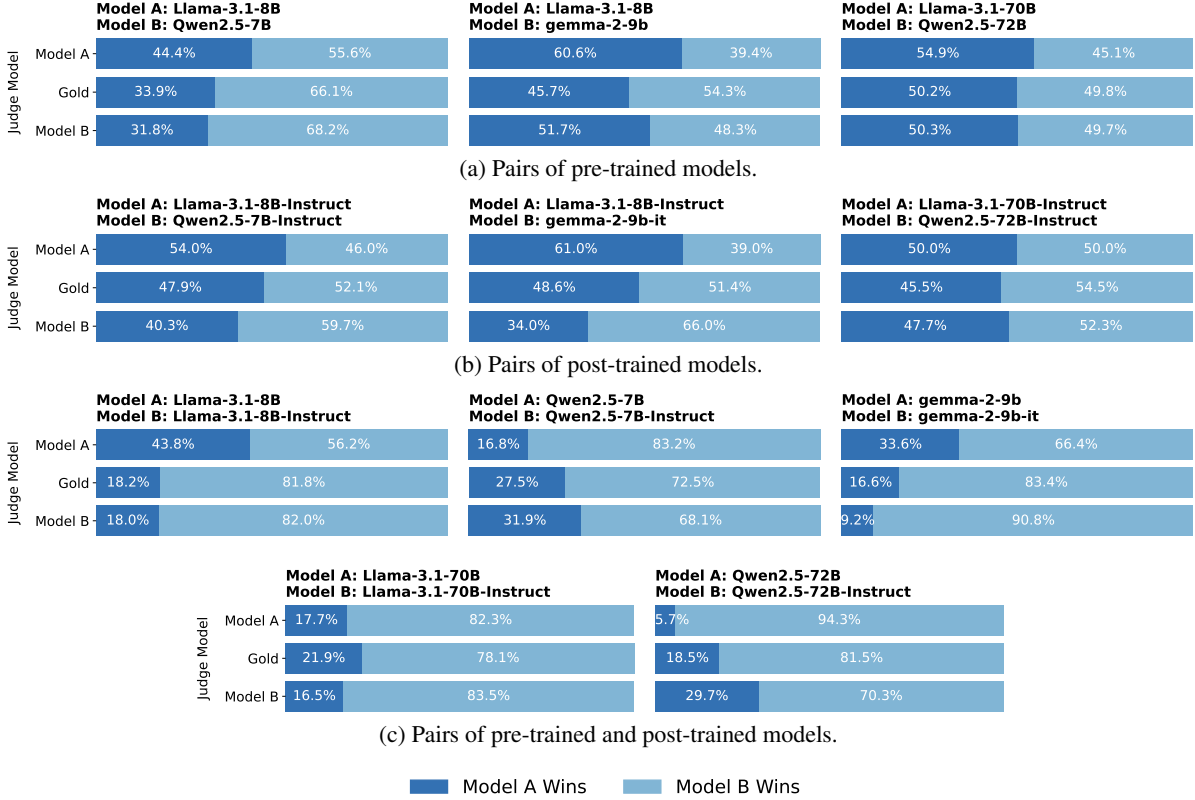 Model A: Llama-3.1-8B
Model B: Qwen2.5-7B
Model A: Llama-3.1-8B
Model B: gemma-2-9b
Model A: Llama-3.1-70B
Model B: Qwen2.5-72B
Judge Model
Model A 44.4% 55.6% 60.6% 39.4% 54.9% 45.1%
Gold 33.9% 66.1% 45.7% 54.3% 50.2% 49.8%
Model B 31.8% 68.2% 51.7% 48.3% 50.3% 49.7%
(a) Pairs of pre-trained models.
Model A: Llama-3.1-8B-Instruct
Model B: Qwen2.5-7B-Instruct
Model A: Llama-3.1-8B-Instruct
Model B: gemma-2-9b-it
Model A: Llama-3.1-70B-Instruct
Model B: Qwen2.5-72B-Instruct
Judge Model
Model A 54.0% 46.0% 61.0% 39.0% 50.0% 50.0%
Gold 47.9% 52.1% 48.6% 51.4% 45.5% 54.5%
Model B 40.3% 59.7% 34.0% 66.0% 47.7% 52.3%
(b) Pairs of post-trained models.
Model A: Llama-3.1-8B
Model B: Llama-3.1-8B-Instruct
Model A: Qwen2.5-7B
Model B: Qwen2.5-7B-Instruct
Model A: gemma-2-9b
Model B: gemma-2-9b-it
Judge Model
Model A 43.8% 56.2% 16.8% 83.2% 33.6% 66.4%
Gold 18.2% 81.8% 27.5% 72.5% 16.6% 83.4%
Model B 18.0% 82.0% 31.9% 68.1% 9.2% 90.8%
Model A: Llama-3.1-70B
Model B: Llama-3.1-70B-Instruct
Model A: Qwen2.5-72B
Model B: Qwen2.5-72B-Instruct
Judge Model
Model A 17.7% 82.3% 5.7% 94.3%
Gold 21.9% 78.1% 18.5% 81.5%
Model B 16.5% 83.5% 29.7% 70.3%
(c) Pairs of pre-trained and post-trained models.
Model A Wins
Model B Wins